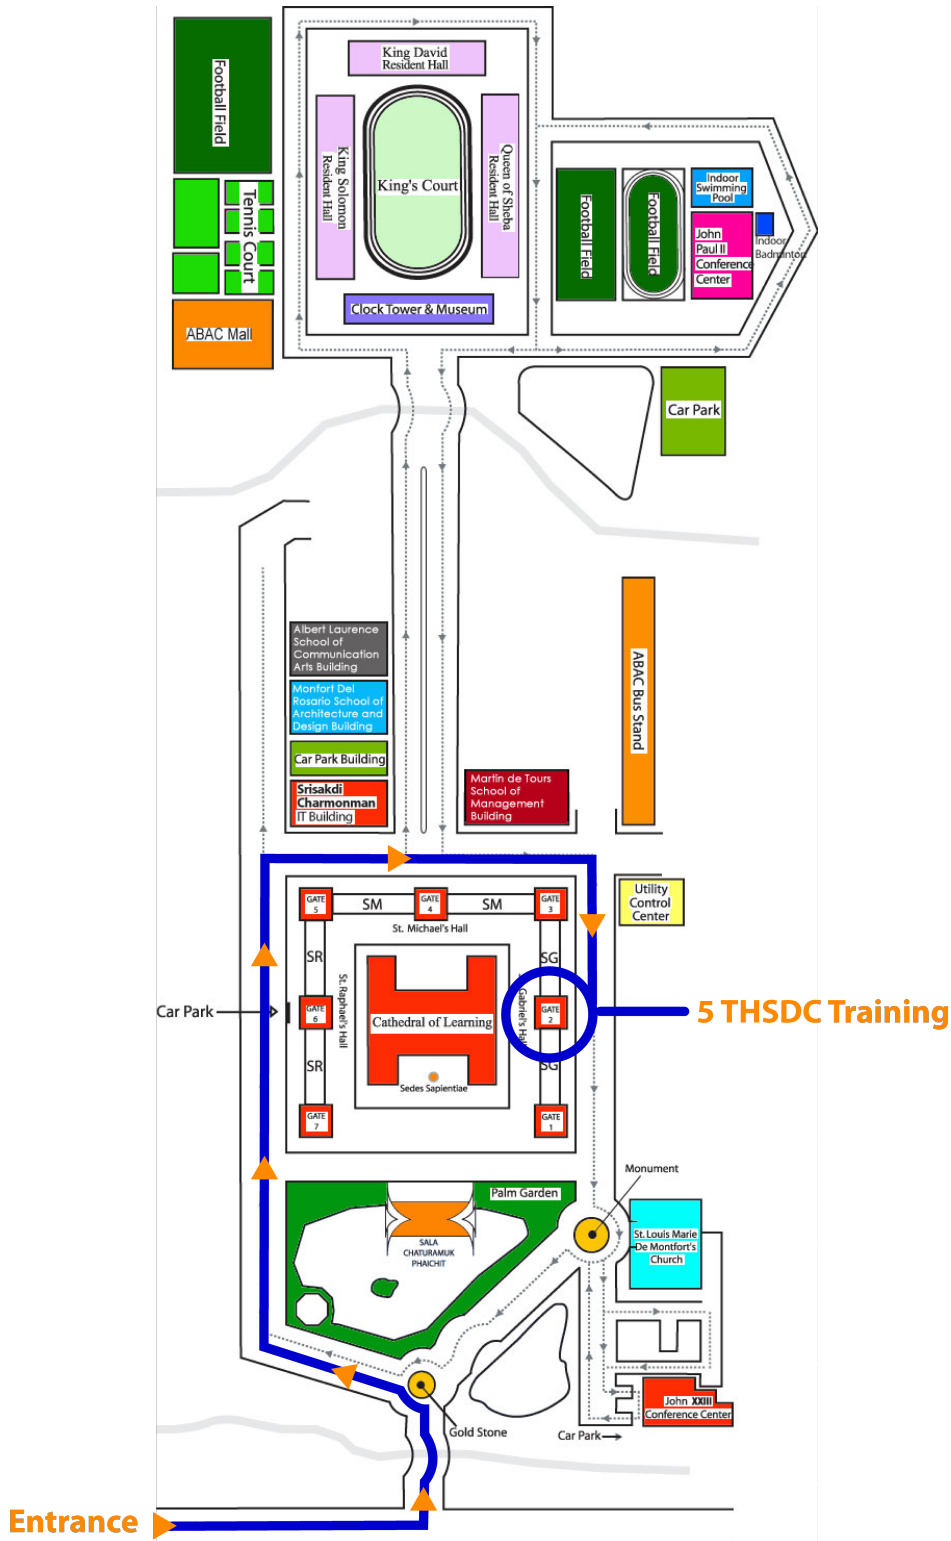 King David
Resident Hall
Football Field
King Solomon
Resident Hall
King's Court
Queen of Sheba
Resident Hall
Football Field
Football Field
Indoor
Swimming
Pool
John
Paul II
Conference
Center
Indoor
Badminton
Tennis Court
Clock Tower & Museum
ABAC Mall
Car Park
Albert Laurence
School of
Communication
Arts Building
Monfort Del
Rosario School of
Architecture and
Design Building
Car Park Building
Srisakdi
Charmonman
IT Building
Martin de Tours
School of
Management
Building
ABAC Bus Stand
Utility
Control
Center
GATE
5
SM
GATE
4
SM
GATE
3
St. Michael's Hall
SR
SG
St. Raphael's Hall
Gabriel's Hall
Car Park
GATE
6
Cathedral of Learning
GATE
2
5 THSDC Training
SR
SG
Sedes Sapientiae
GATE
7
GATE
1
Monument
Palm Garden
SALA
CHATURAMUK
PHAICHIT
St. Louis Marie
De Montfort's
Church
John XXIII
Conference Center
Gold Stone
Car Park
Entrance